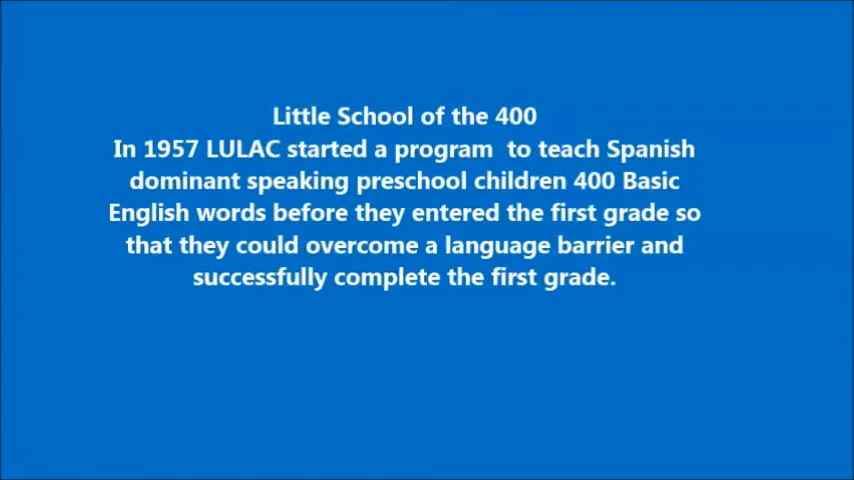 Little School of the 400
In 1957 LULAC started a program  to teach Spanish
dominant speaking preschool children 400 Basic
English words before they entered the first grade so
that they could overcome a language barrier and
successfully complete the first grade.